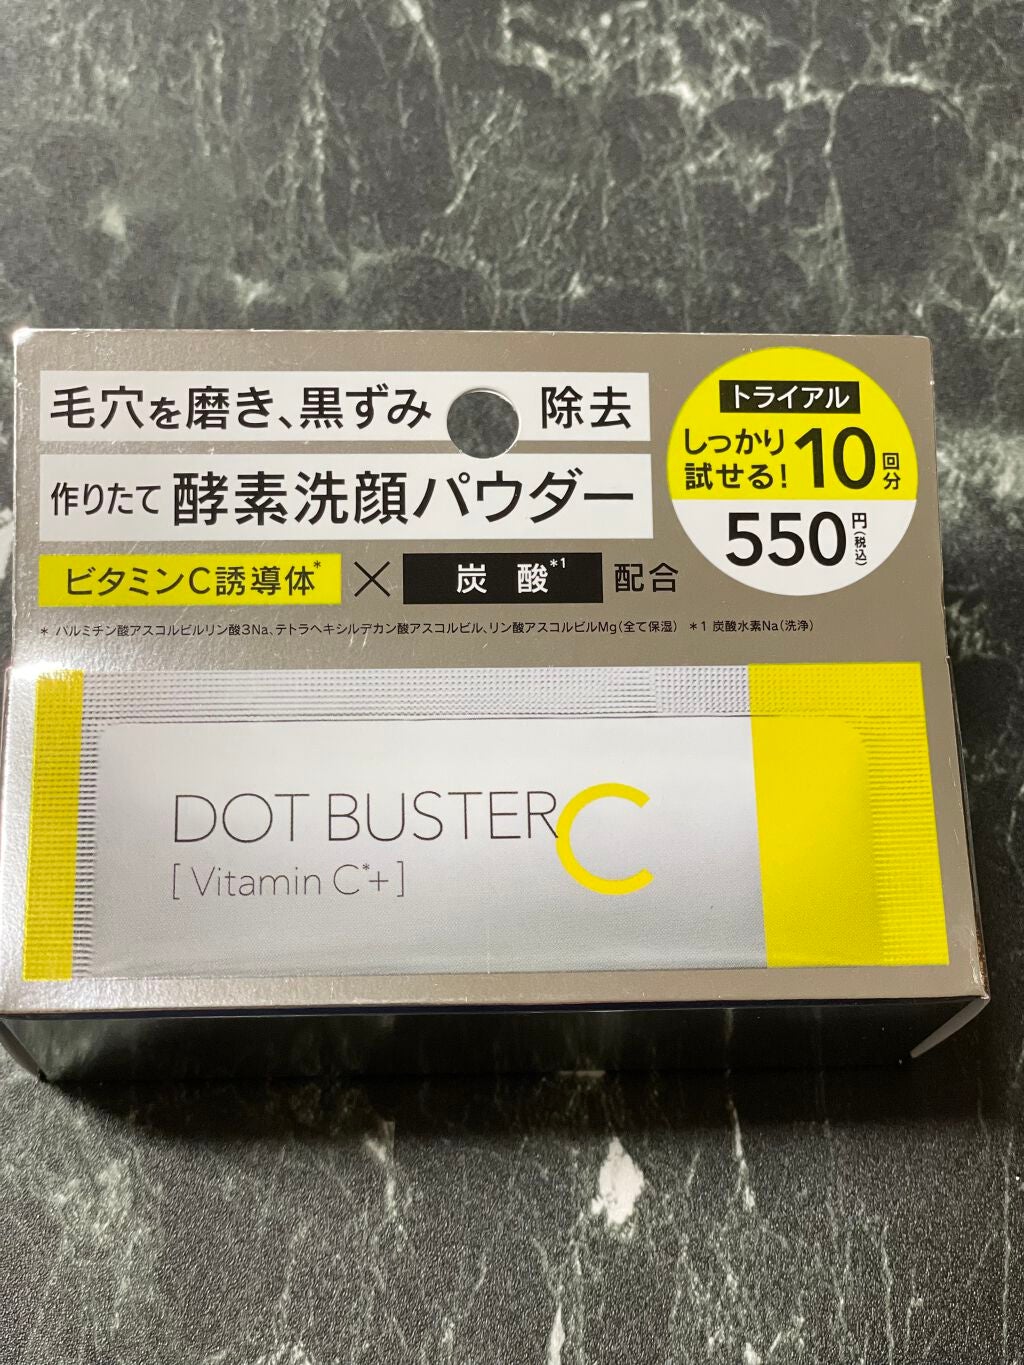 毛穴を磨き、黒ずみ 除去
作りたて 酵素洗顔パウダー
ビタミンC誘導体* × 炭酸*1 配合
* パルミチン酸アスコルビルリン酸3Na、テトラヘキシルデカン酸アスコルビル、リン酸アスコルビルMg(全て保湿) *1 炭酸水素Na(洗浄)
トライアル
しっかり
試せる! 10回分
550円(税込)
DOT BUSTER C
[Vitamin C*+]